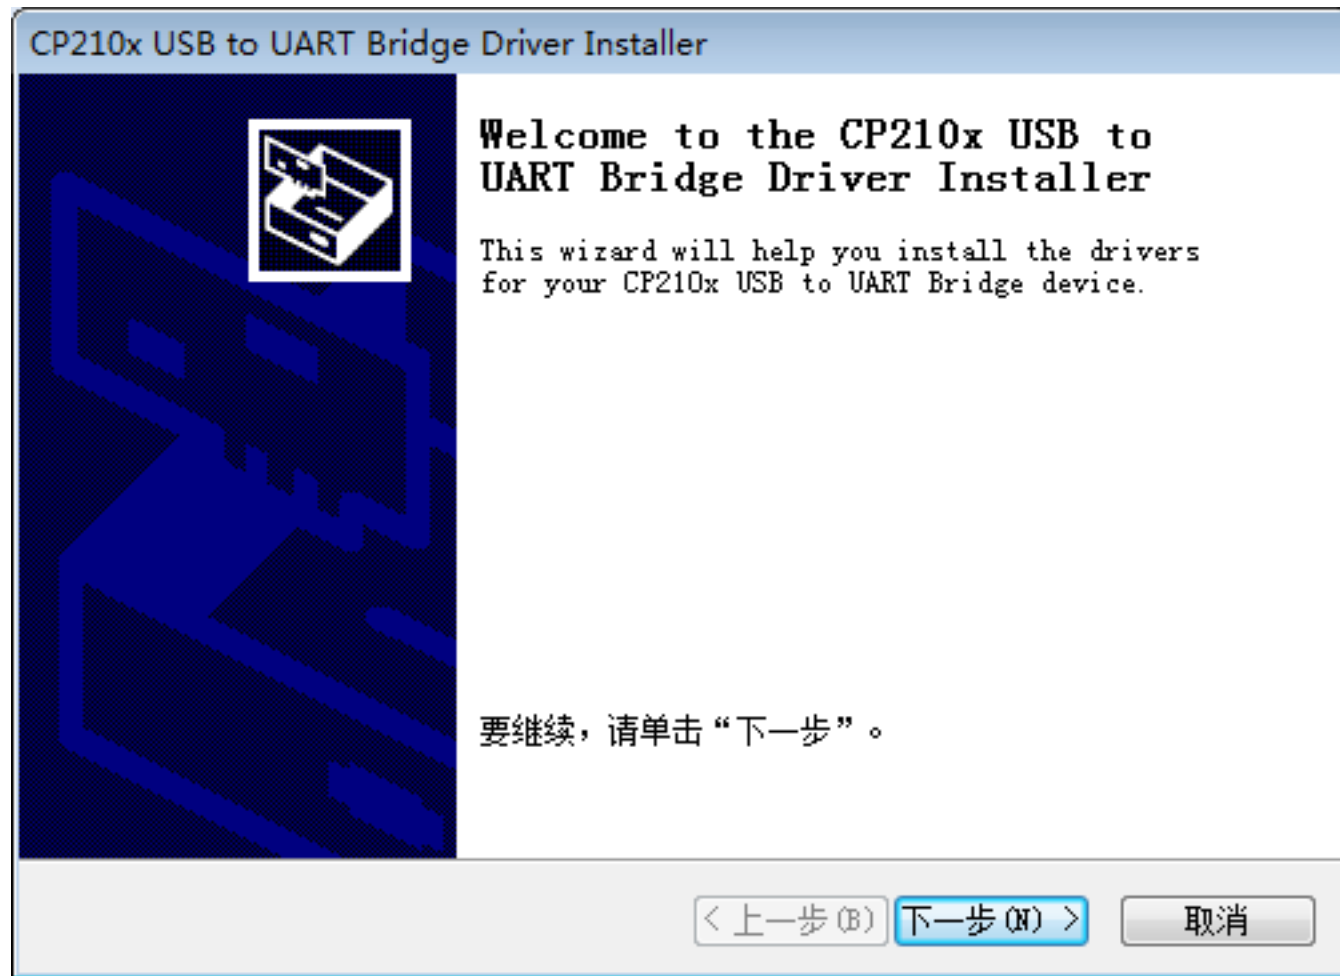 CP210x USB to UART Bridge Driver Installer
Welcome to the CP210x USB to
UART Bridge Driver Installer
This wizard will help you install the drivers
for your CP210x USB to UART Bridge device.
要继续，请单击“下一步”。
< 上一步(B) 下一步(N) > 取消